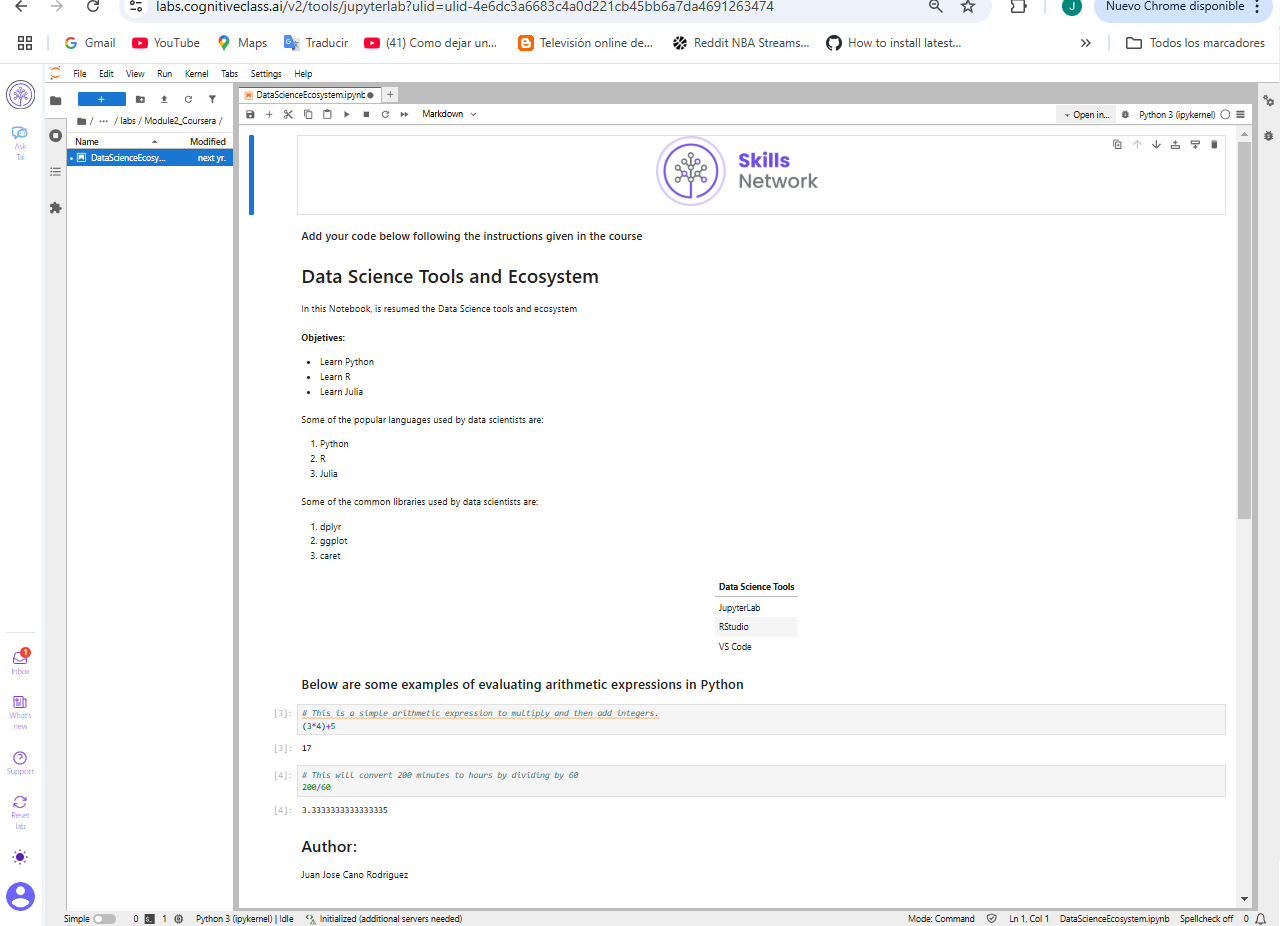 labs.cognitiveclass.ai/v2/tools/jupyterlab?ulid=ulid-4e6dc3a6683c4a0d221cb45bb6a7da4691263474
J
Nuevo Chrome disponible
Gmail
YouTube
Maps
Traducir
(41) Como dejar un...
Televisión online de...
Reddit NBA Streams...
How to install latest...
Todos los marcadores
File Edit View Run Kernel Tabs Settings Help
Ask
Tai
/ ··· / labs / Module2_Coursera /
Name Modified
DataScienceEcosy... next yr.
DataScienceEcosystem.ipynb
Markdown
Open in...
Python 3 (ipykernel)
Skills
Network
Add your code below following the instructions given in the course
Data Science Tools and Ecosystem
In this Notebook, is resumed the Data Science tools and ecosystem
Objetives:
• Learn Python
• Learn R
• Learn Julia
Some of the popular languages used by data scientists are:
1. Python
2. R
3. Julia
Some of the common libraries used by data scientists are:
1. dplyr
2. ggplot
3. caret
Data Science Tools
JupyterLab
RStudio
VS Code
Below are some examples of evaluating arithmetic expressions in Python
[3]: # This is a simple arithmetic expression to multiply and then add integers.
(3*4)+5
[3]: 17
[4]: # This will convert 200 minutes to hours by dividing by 60
200/60
[4]: 3.3333333333333335
Author:
Juan Jose Cano Rodriguez
1
Inbox
What's
new
Support
Reset
lab
Simple 0 1 Python 3 (ipykernel) | Idle Initialized (additional servers needed) Mode: Command Ln 1, Col 1 DataScienceEcosystem.ipynb Spellcheck off 0